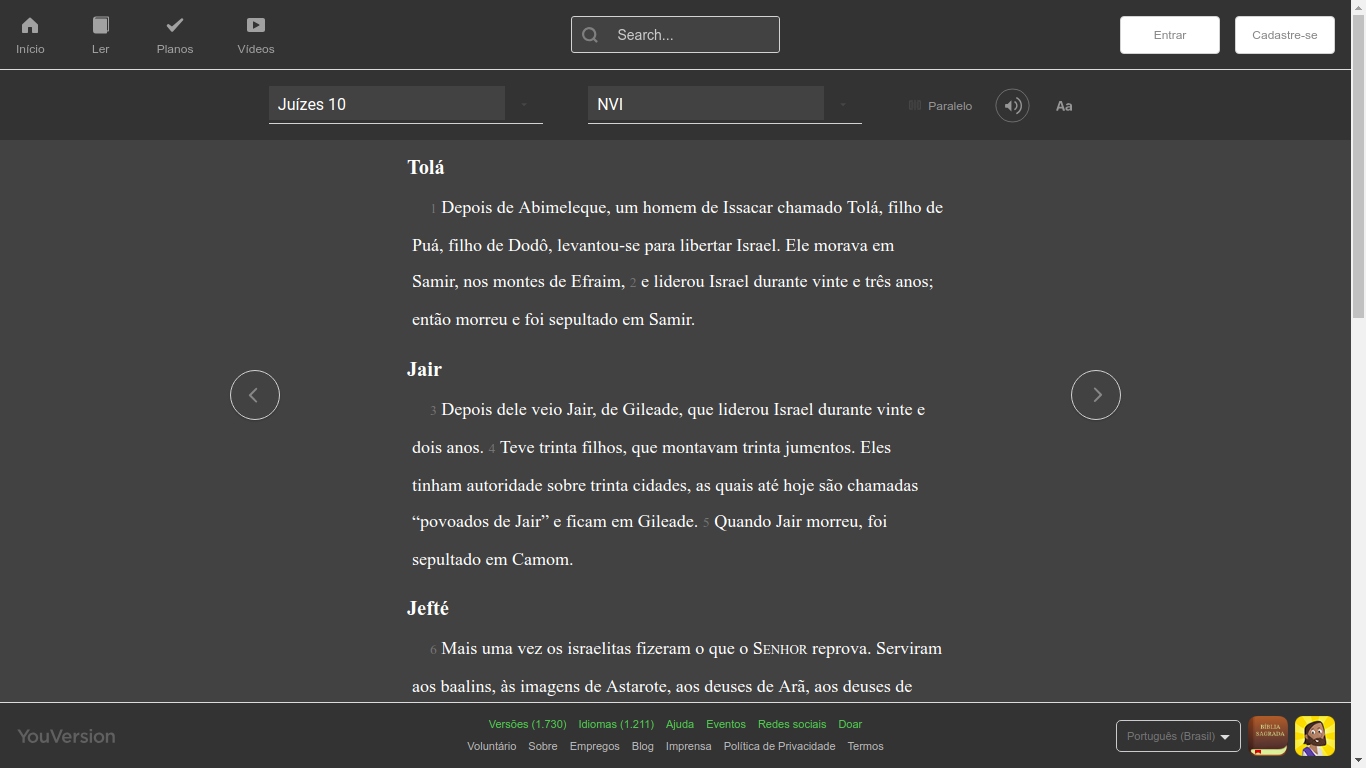 Início
Ler
Planos
Vídeos
Search...
Entrar
Cadastre-se
Juízes 10
NVI
Paralelo
Aa
Tolá
1 Depois de Abimeleque, um homem de Issacar chamado Tolá, filho de
Puá, filho de Dodô, levantou-se para libertar Israel. Ele morava em
Samir, nos montes de Efraim, 2 e liderou Israel durante vinte e três anos;
então morreu e foi sepultado em Samir.
Jair
3 Depois dele veio Jair, de Gileade, que liderou Israel durante vinte e
dois anos. 4 Teve trinta filhos, que montavam trinta jumentos. Eles
tinham autoridade sobre trinta cidades, as quais até hoje são chamadas
“povoados de Jair” e ficam em Gileade. 5 Quando Jair morreu, foi
sepultado em Camom.
Jefté
6 Mais uma vez os israelitas fizeram o que o SENHOR reprova. Serviram
aos baalins, às imagens de Astarote, aos deuses de Arã, aos deuses de
YouVersion
Versões (1.730) Idiomas (1.211) Ajuda Eventos Redes sociais Doar
Voluntário Sobre Empregos Blog Imprensa Política de Privacidade Termos
Português (Brasil)
BÍBLIA
SAGRADA